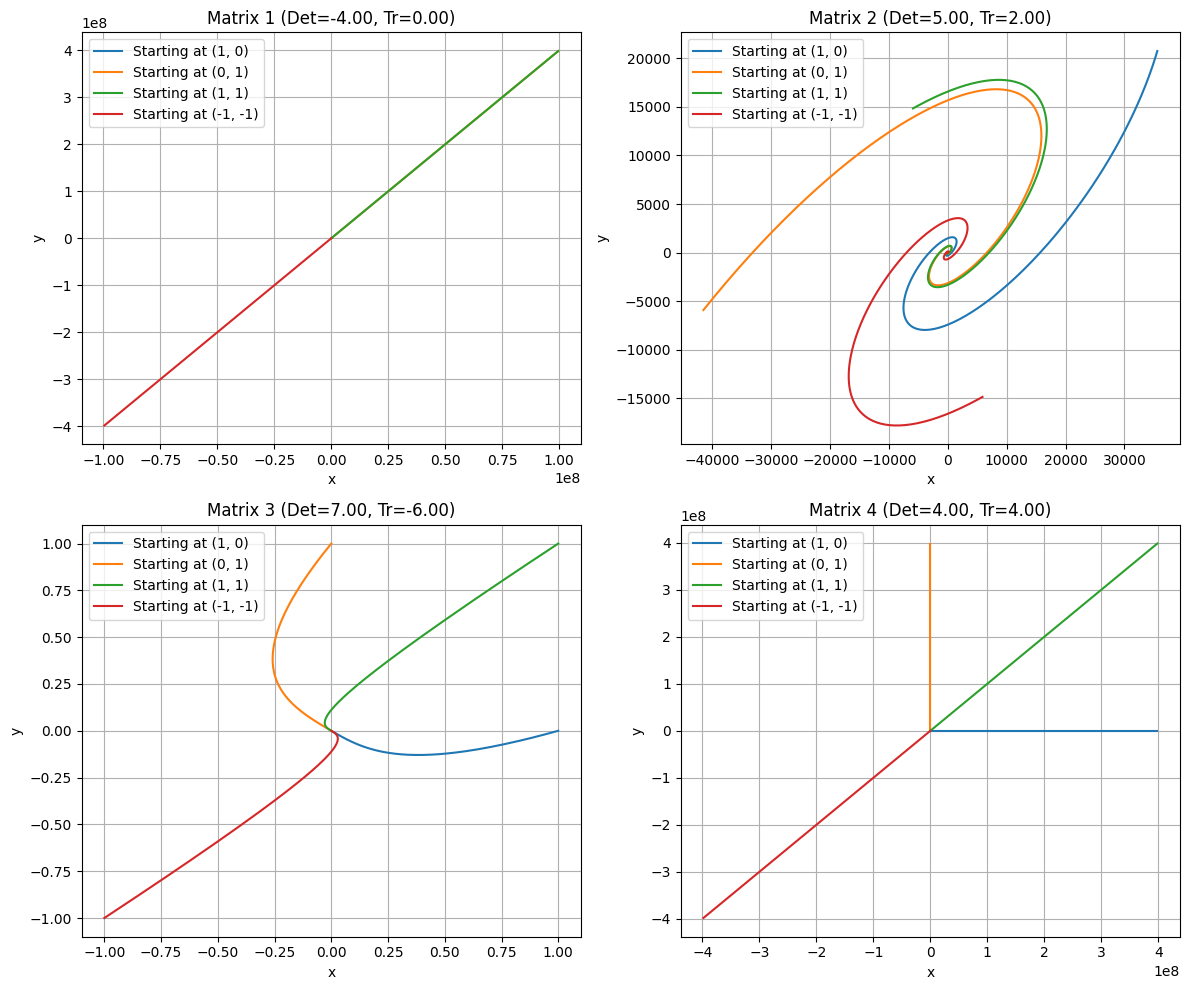 Matrix 1 (Det=-4.00, Tr=0.00)
1e8
Starting at (1, 0)
Starting at (0, 1)
Starting at (1, 1)
Starting at (-1, -1)
4
3
2
1
0
−1
−2
−3
−4
y
−1.00 −0.75 −0.50 −0.25 0.00 0.25 0.50 0.75 1.00
x
1e8
Matrix 2 (Det=5.00, Tr=2.00)
Starting at (1, 0)
Starting at (0, 1)
Starting at (1, 1)
Starting at (-1, -1)
20000
15000
10000
5000
0
−5000
−10000
−15000
y
−40000 −30000 −20000 −10000 0 10000 20000 30000
x
Matrix 3 (Det=7.00, Tr=-6.00)
Starting at (1, 0)
Starting at (0, 1)
Starting at (1, 1)
Starting at (-1, -1)
1.00
0.75
0.50
0.25
0.00
−0.25
−0.50
−0.75
−1.00
y
−1.00 −0.75 −0.50 −0.25 0.00 0.25 0.50 0.75 1.00
x
Matrix 4 (Det=4.00, Tr=4.00)
1e8
Starting at (1, 0)
Starting at (0, 1)
Starting at (1, 1)
Starting at (-1, -1)
4
3
2
1
0
−1
−2
−3
−4
y
−4 −3 −2 −1 0 1 2 3 4
x
1e8